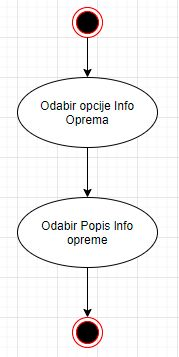 Odabir opcije Info
Oprema
Odabir Popis Info
opreme